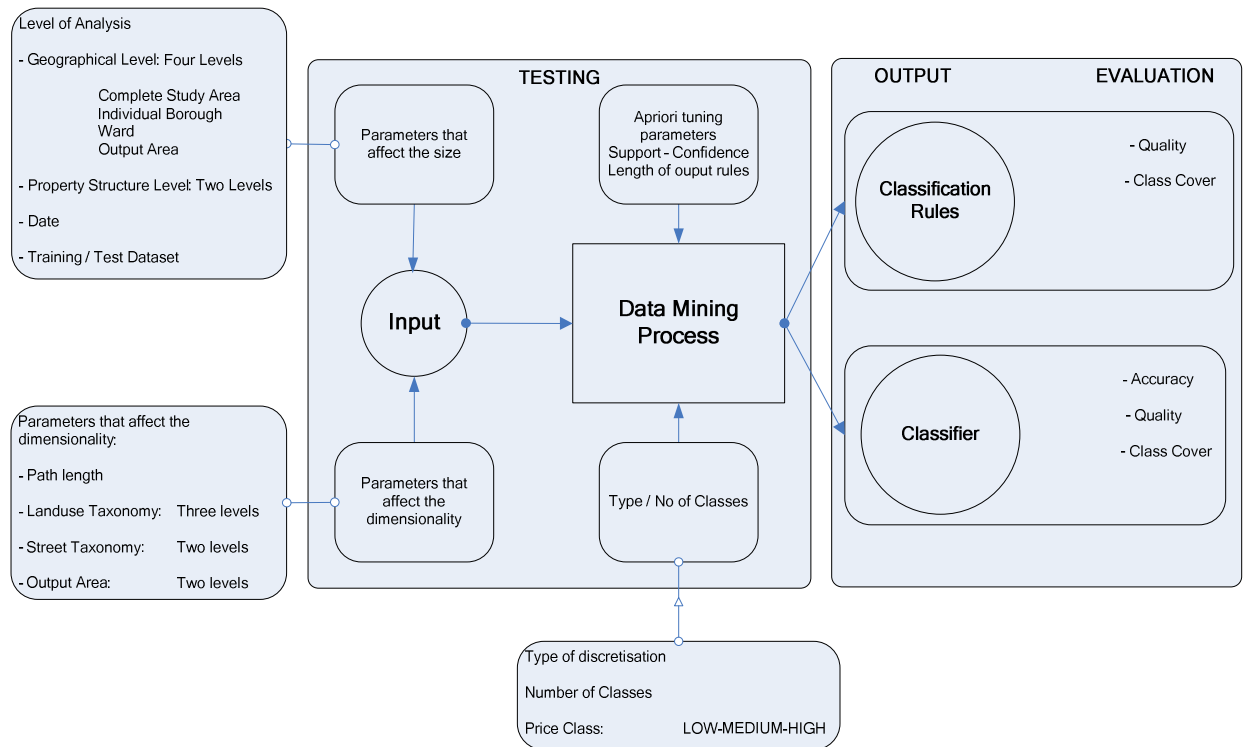 Level of Analysis
- Geographical Level: Four Levels
Complete Study Area
Individual Borough
Ward
Output Area
- Property Structure Level: Two Levels
- Date
- Training / Test Dataset
Parameters that affect the
dimensionality:
- Path length
- Landuse Taxonomy: Three levels
- Street Taxonomy: Two levels
- Output Area: Two levels
TESTING
Parameters that
affect the size
Apriori tuning
parameters
Support - Confidence
Length of ouput rules
Input
Data Mining
Process
Parameters that
affect the
dimensionality
Type / No of Classes
Type of discretisation
Number of Classes
Price Class: LOW-MEDIUM-HIGH
OUTPUT EVALUATION
Classification
Rules
- Quality
- Class Cover
Classifier
- Accuracy
- Quality
- Class Cover